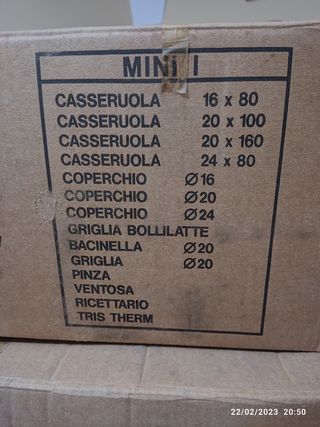 MINI I
CASSERUOLA 16 x 80
CASSERUOLA 20 x 100
CASSERUOLA 20 x 160
CASSERUOLA 24 x 80
COPERCHIO Ø16
COPERCHIO Ø20
COPERCHIO Ø24
GRIGLIA BOLLILATTE
BACINELLA Ø20
GRIGLIA Ø20
PINZA
VENTOSA
RICETTARIO
TRIS THERM
22/02/2023 20:50